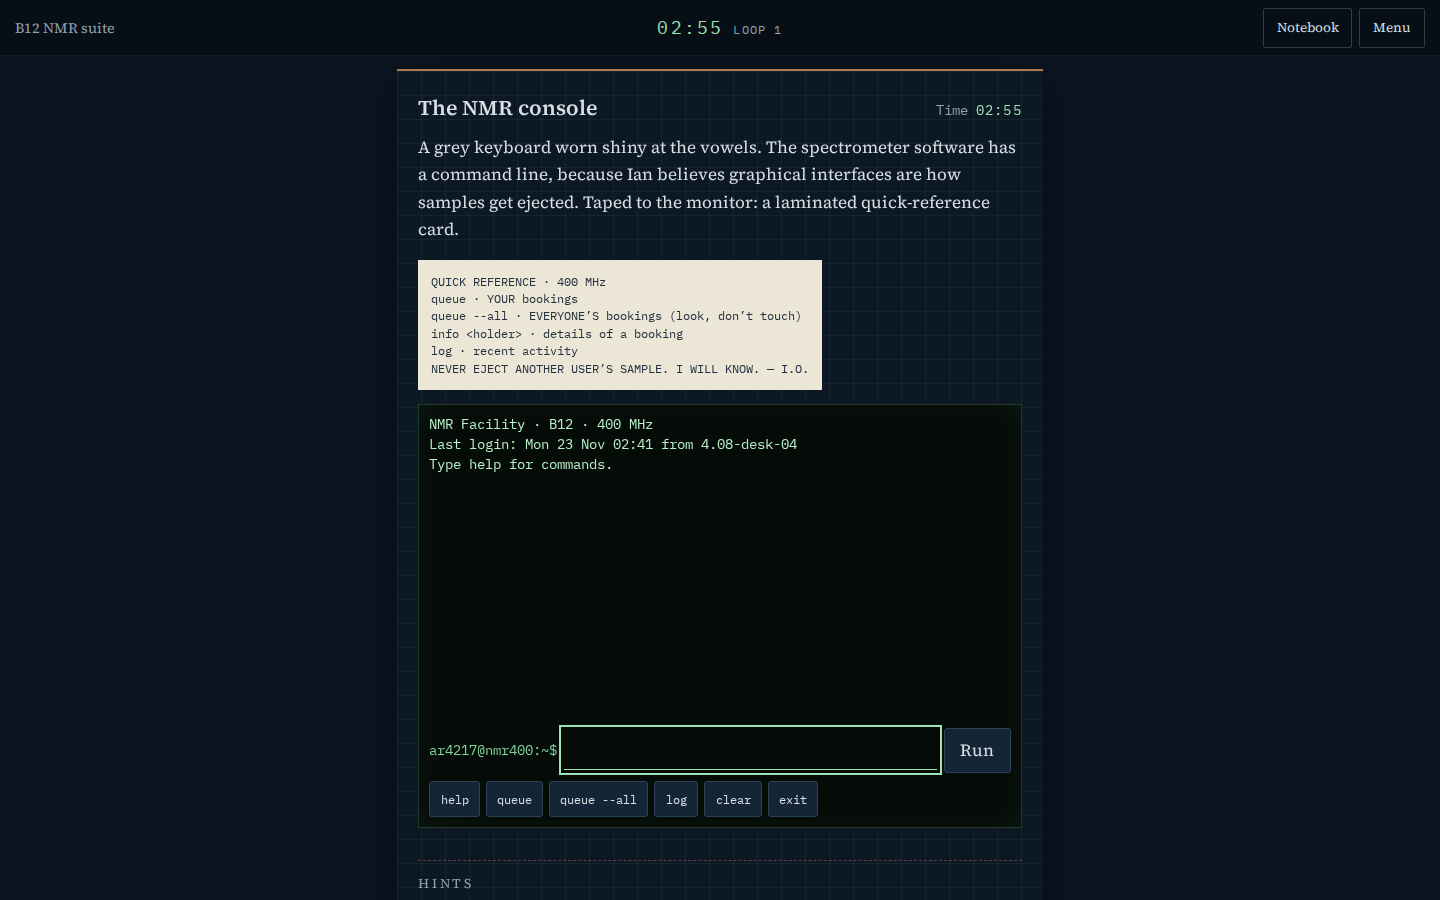 B12 NMR suite
02:55 LOOP 1
Notebook
Menu
The NMR console
Time 02:55
A grey keyboard worn shiny at the vowels. The spectrometer software has
a command line, because Ian believes graphical interfaces are how
samples get ejected. Taped to the monitor: a laminated quick-reference
card.
QUICK REFERENCE · 400 MHz
queue · YOUR bookings
queue --all · EVERYONE’S bookings (look, don’t touch)
info <holder> · details of a booking
log · recent activity
NEVER EJECT ANOTHER USER’S SAMPLE. I WILL KNOW. — I.O.
NMR Facility · B12 · 400 MHz
Last login: Mon 23 Nov 02:41 from 4.08-desk-04
Type help for commands.
ar4217@nmr400:~$
Run
help
queue
queue --all
log
clear
exit
HINTS